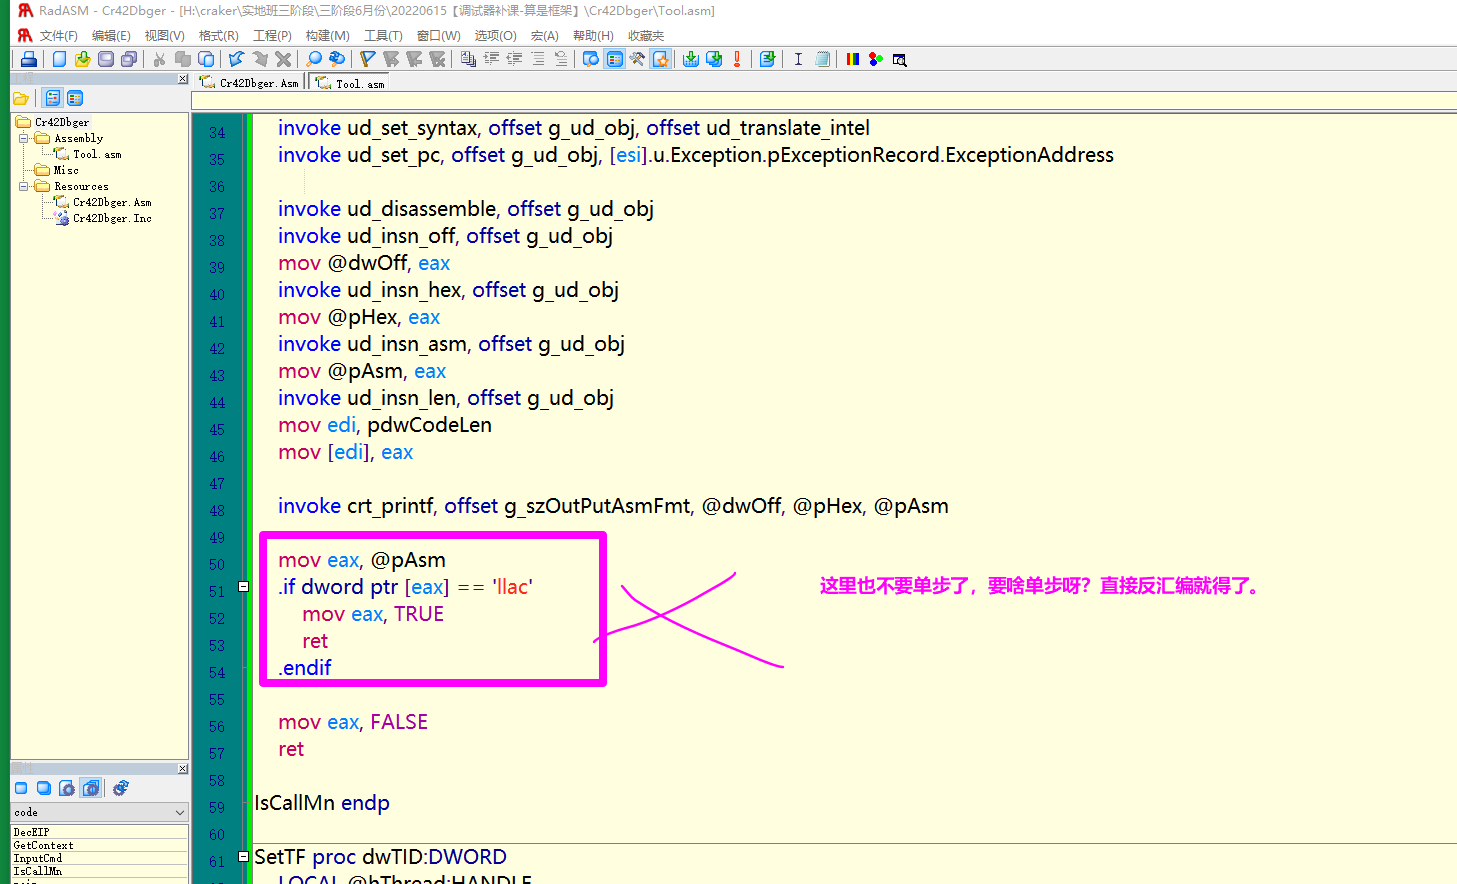 RadASM - Cr42Dbger - [H:\craker\实地班三阶段\三阶段6月份\20220615【调试器补课-算是框架】\Cr42Dbger\Tool.asm]
文件(F) 编辑(E) 视图(V) 格式(R) 工程(P) 构建(M) 工具(T) 窗口(W) 选项(O) 宏(A) 帮助(H) 收藏夹
Cr42Dbger.Asm Tool.asm
Cr42Dbger
Assembly
Tool.asm
Misc
Resources
Cr42Dbger.Asm
Cr42Dbger.Inc
code
DecEIP
GetContext
InputCmd
IsCallMn
34 invoke ud_set_syntax, offset g_ud_obj, offset ud_translate_intel
35 invoke ud_set_pc, offset g_ud_obj, [esi].u.Exception.pExceptionRecord.ExceptionAddress
36
37 invoke ud_disassemble, offset g_ud_obj
38 invoke ud_insn_off, offset g_ud_obj
39 mov @dwOff, eax
40 invoke ud_insn_hex, offset g_ud_obj
41 mov @pHex, eax
42 invoke ud_insn_asm, offset g_ud_obj
43 mov @pAsm, eax
44 invoke ud_insn_len, offset g_ud_obj
45 mov edi, pdwCodeLen
46 mov [edi], eax
47
48 invoke crt_printf, offset g_szOutPutAsmFmt, @dwOff, @pHex, @pAsm
49
50 mov eax, @pAsm
51 .if dword ptr [eax] == 'llac'
这里也不要单步了，要啥单步呀？直接反汇编就得了。
52 mov eax, TRUE
53 ret
54 .endif
55
56 mov eax, FALSE
57 ret
58
59 IsCallMn endp
60
61 SetTF proc dwTID:DWORD
LOCAL @hThread:HANDLE